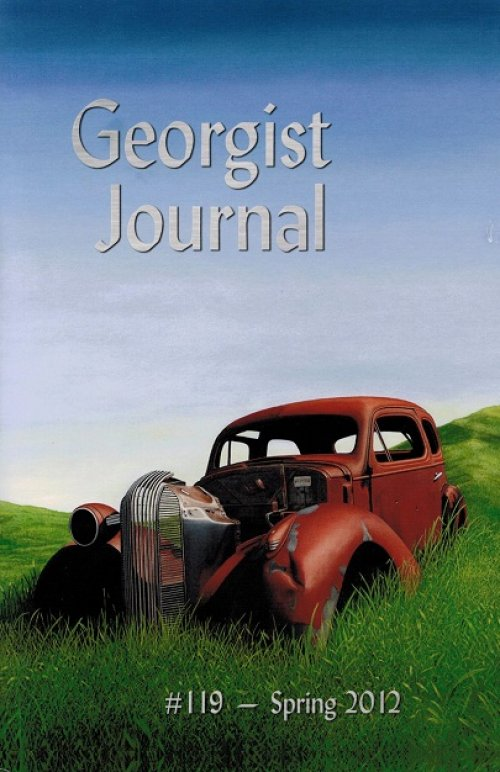 Georgist
Journal
#119 – Spring 2012